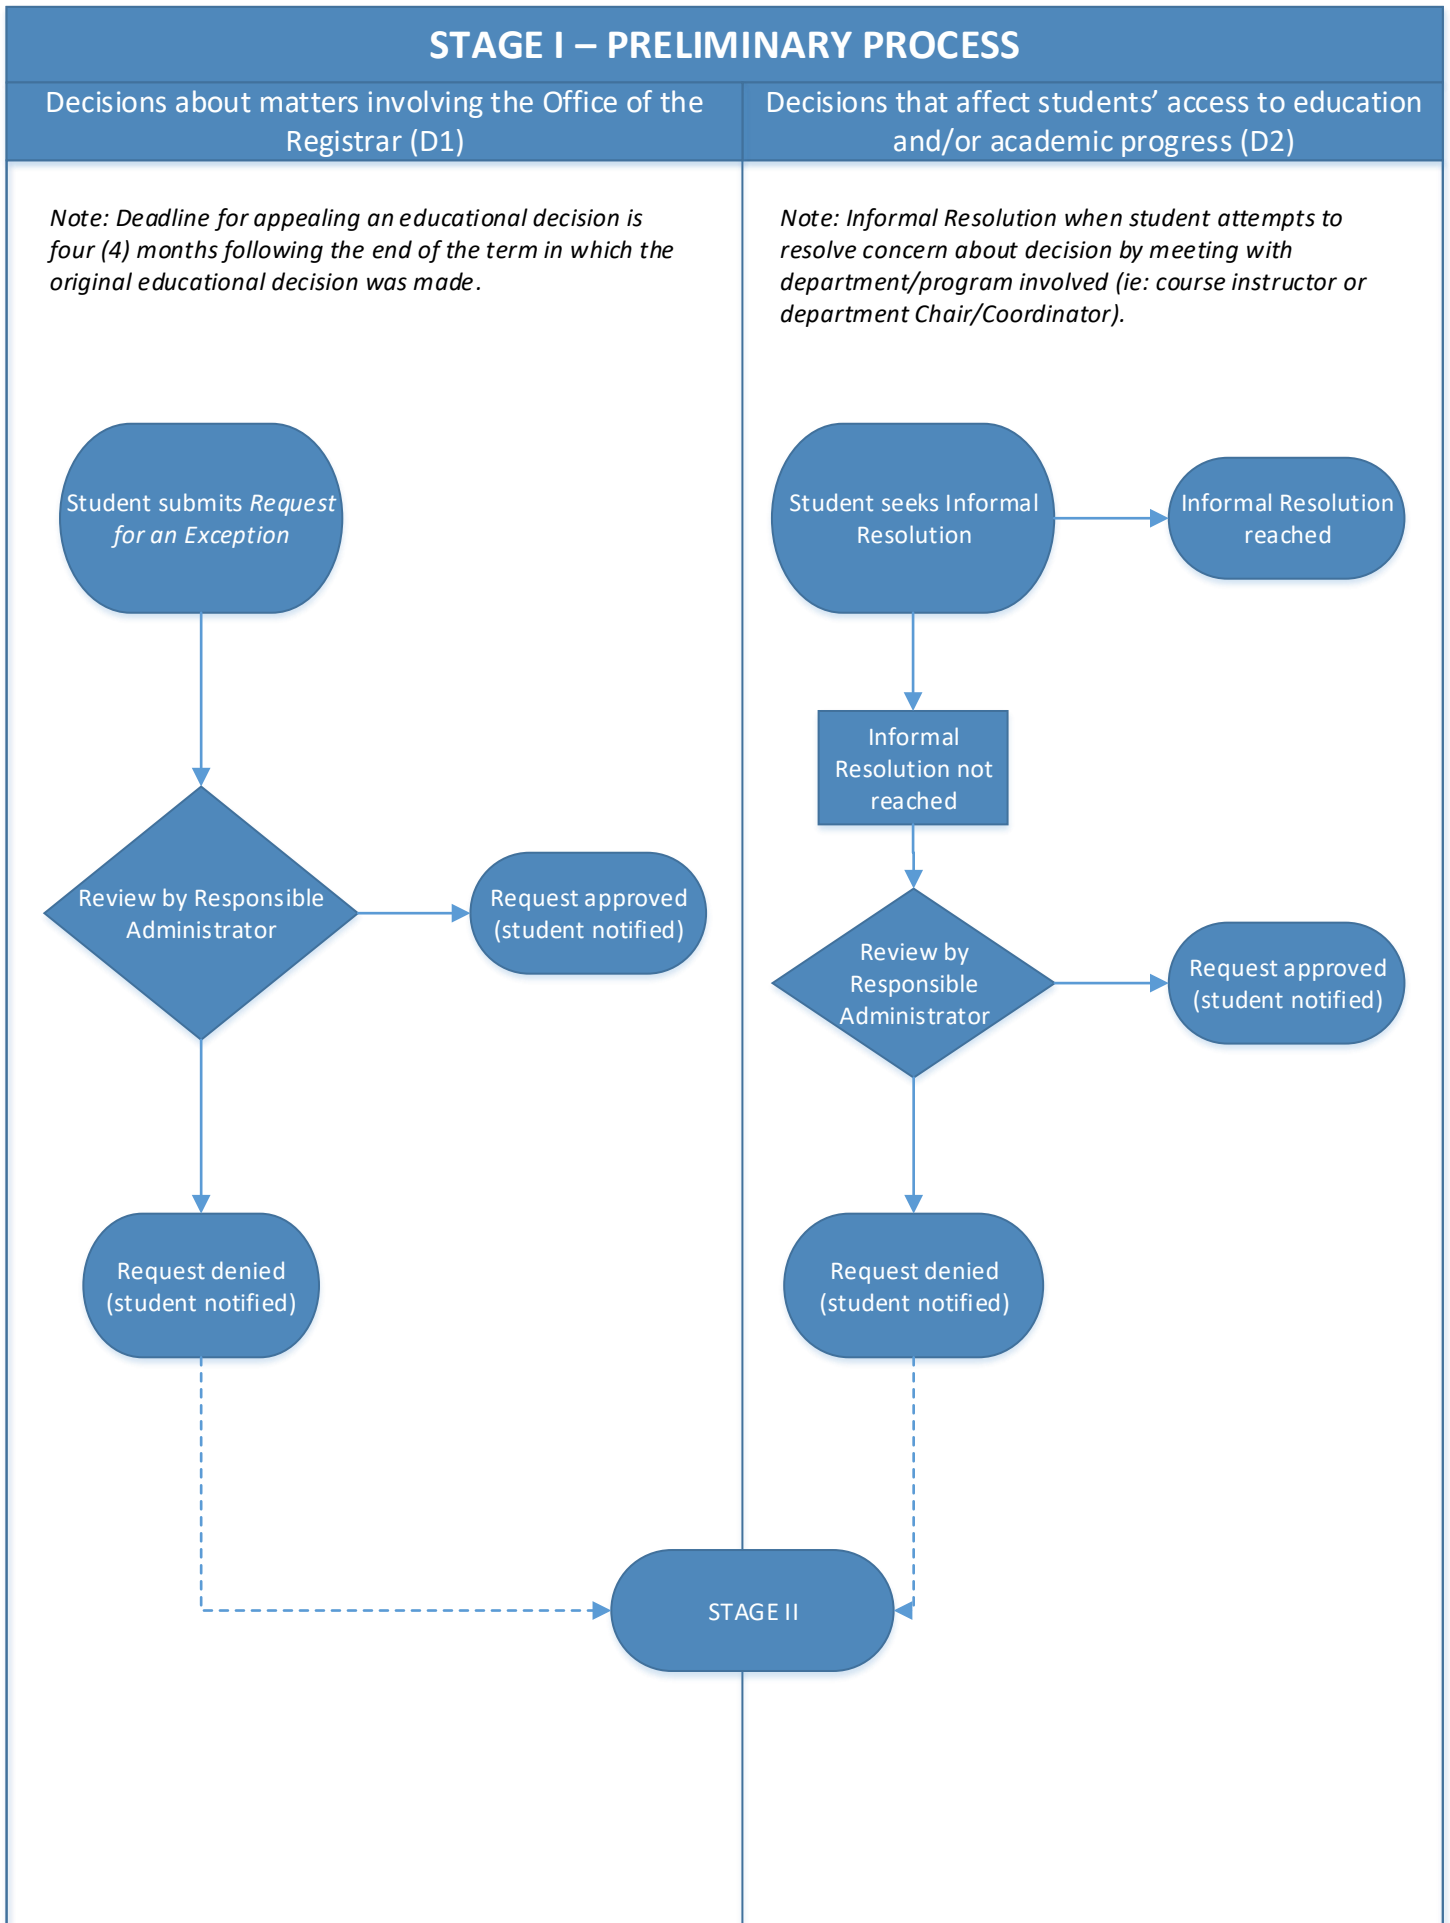 STAGE I – PRELIMINARY PROCESS
Decisions about matters involving the Office of the
Registrar (D1)
Decisions that affect students’ access to education
and/or academic progress (D2)
Note: Deadline for appealing an educational decision is
four (4) months following the end of the term in which the
original educational decision was made.
Note: Informal Resolution when student attempts to
resolve concern about decision by meeting with
department/program involved (ie: course instructor or
department Chair/Coordinator).
Student submits Request
for an Exception
Review by Responsible
Administrator
Request approved
(student notified)
Request denied
(student notified)
Student seeks Informal
Resolution
Informal Resolution
reached
Informal
Resolution not
reached
Review by
Responsible
Administrator
Request approved
(student notified)
Request denied
(student notified)
STAGE II